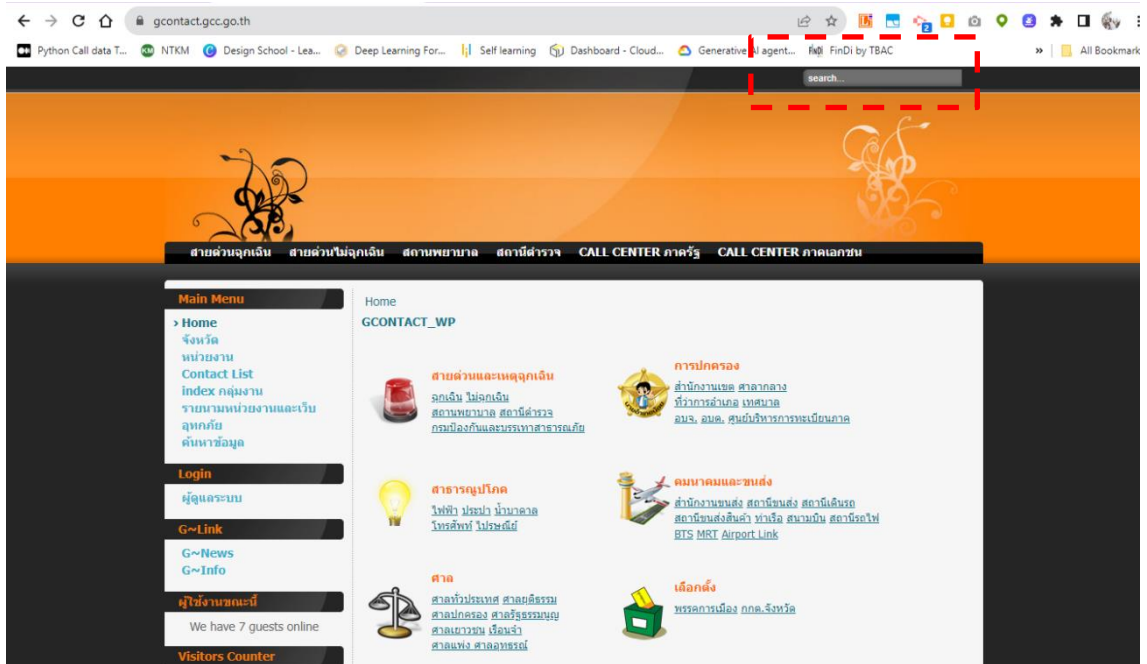 gcontact.gcc.go.th
Python Call data T... NTKM Design School - Lea... Deep Learning For... Self learning Dashboard - Cloud... Generative AI agent... FinDi by TBAC » All Bookmark
search...
สายด่วนฉุกเฉิน สายด่วนไม่ฉุกเฉิน สถานพยาบาล สถานีตำรวจ CALL CENTER ภาครัฐ CALL CENTER ภาคเอกชน
Main Menu
Home
จังหวัด
หน่วยงาน
Contact List
index กลุ่มงาน
รายนามหน่วยงานและเว็บ
อุทกภัย
ค้นหาข้อมูล
Login
ผู้ดูแลระบบ
G~Link
G~News
G~Info
ผู้ใช้งานขณะนี้
We have 7 guests online
Visitors Counter
Home
GCONTACT_WP
สายด่วนและเหตุฉุกเฉิน
ฉุกเฉิน ไม่ฉุกเฉิน
สถานพยาบาล สถานีตำรวจ
กรมป้องกันและบรรเทาสาธารณภัย
การปกครอง
สำนักงานเขต ศาลากลาง
ที่ว่าการอำเภอ เทศบาล
อบจ. อบต. ศูนย์บริหารการทะเบียนภาค
สาธารณูปโภค
ไฟฟ้า ประปา น้ำบาดาล
โทรศัพท์ ไปรษณีย์
คมนาคมและขนส่ง
สำนักงานขนส่ง สถานีขนส่ง สถานีเดินรถ
สถานีขนส่งสินค้า ท่าเรือ สนามบิน สถานีรถไฟ
BTS MRT Airport Link
ศาล
ศาลทั่วประเทศ ศาลยุติธรรม
ศาลปกครอง ศาลรัฐธรรมนูญ
ศาลเยาวชน เรือนจำ
ศาลแพ่ง ศาลอุทธรณ์
เลือกตั้ง
พรรคการเมือง กกต.จังหวัด